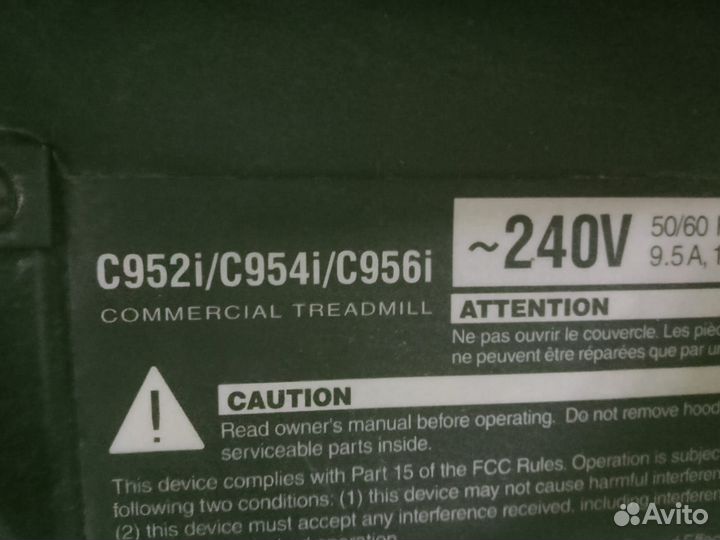 C952i/C954i/C956i
COMMERCIAL TREADMILL
~240V
50/60
9.5A,
ATTENTION
Ne pas ouvrir le couvercle. Les
ne peuvent être réparées que par
CAUTION
Read owner's manual before operating. Do not remove hood
serviceable parts inside.
This device complies with Part 15 of the FCC Rules. Operation is
following two conditions: (1) this device may not cause harmful
(2) this device must accept any interference received, including
Avito